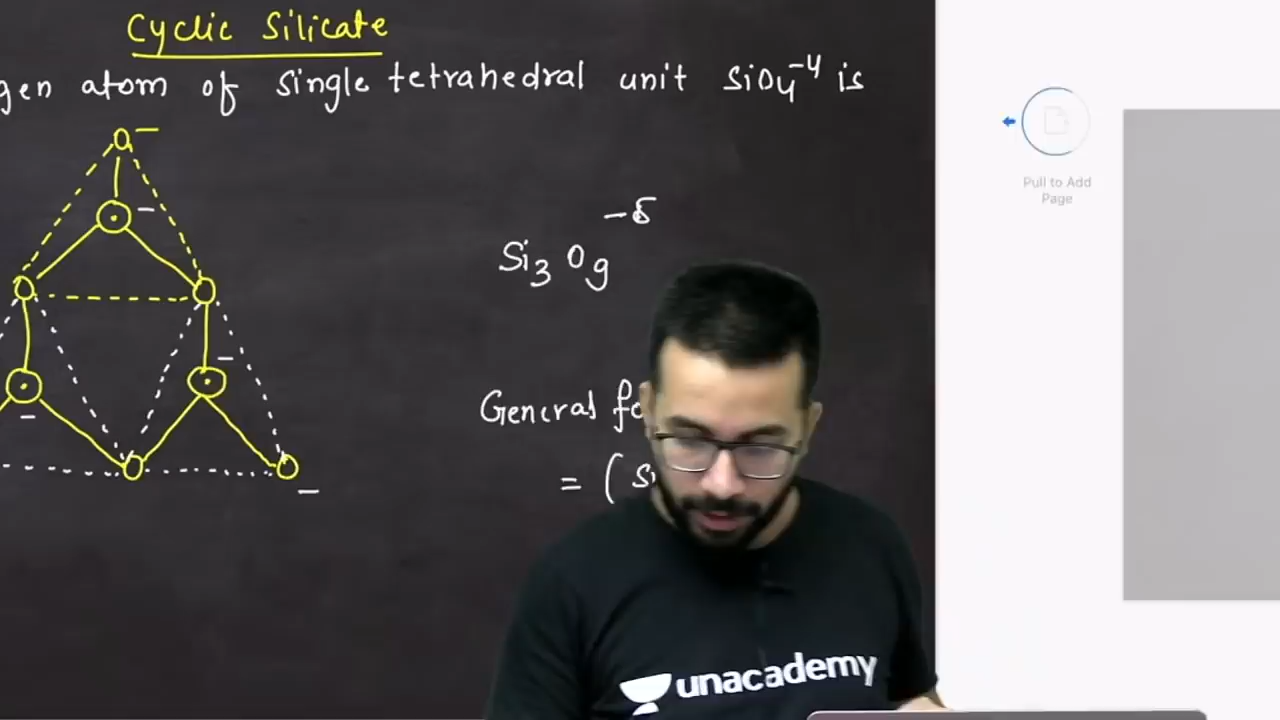 Cyclic Silicate
gen atom of single tetrahedral unit SiO₄⁻⁴ is
Si₃O₉⁻⁶
General fo
= (Si
Pull to Add
Page
unacademy